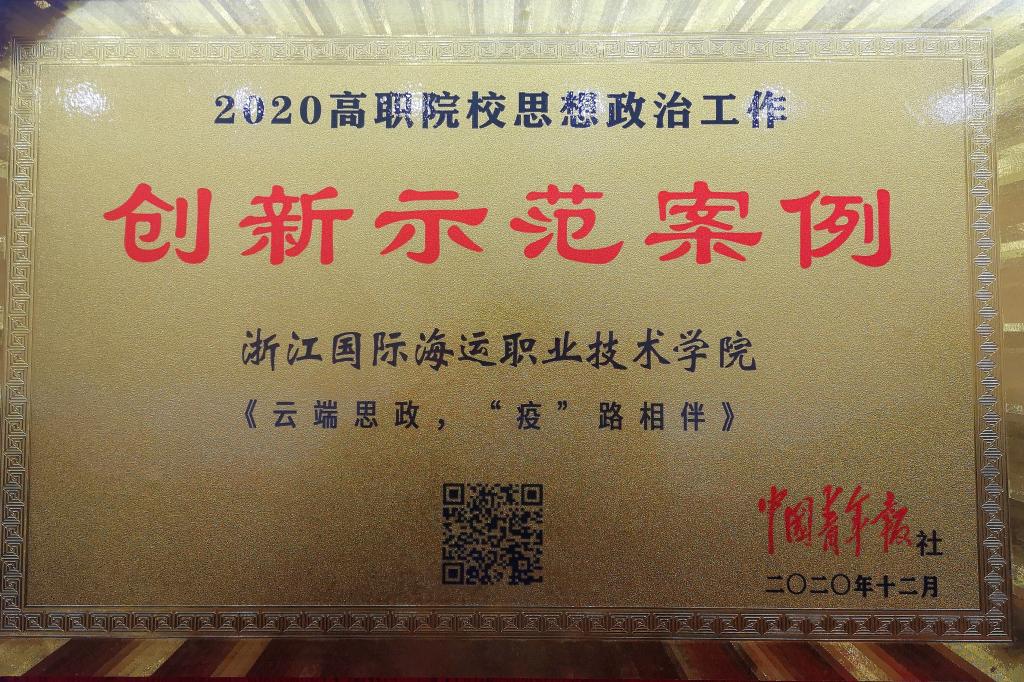 2020高职院校思想政治工作
创新示范案例
浙江国际海运职业技术学院
《云端思政，“疫”路相伴》
中国青年报社
二〇二〇年十二月